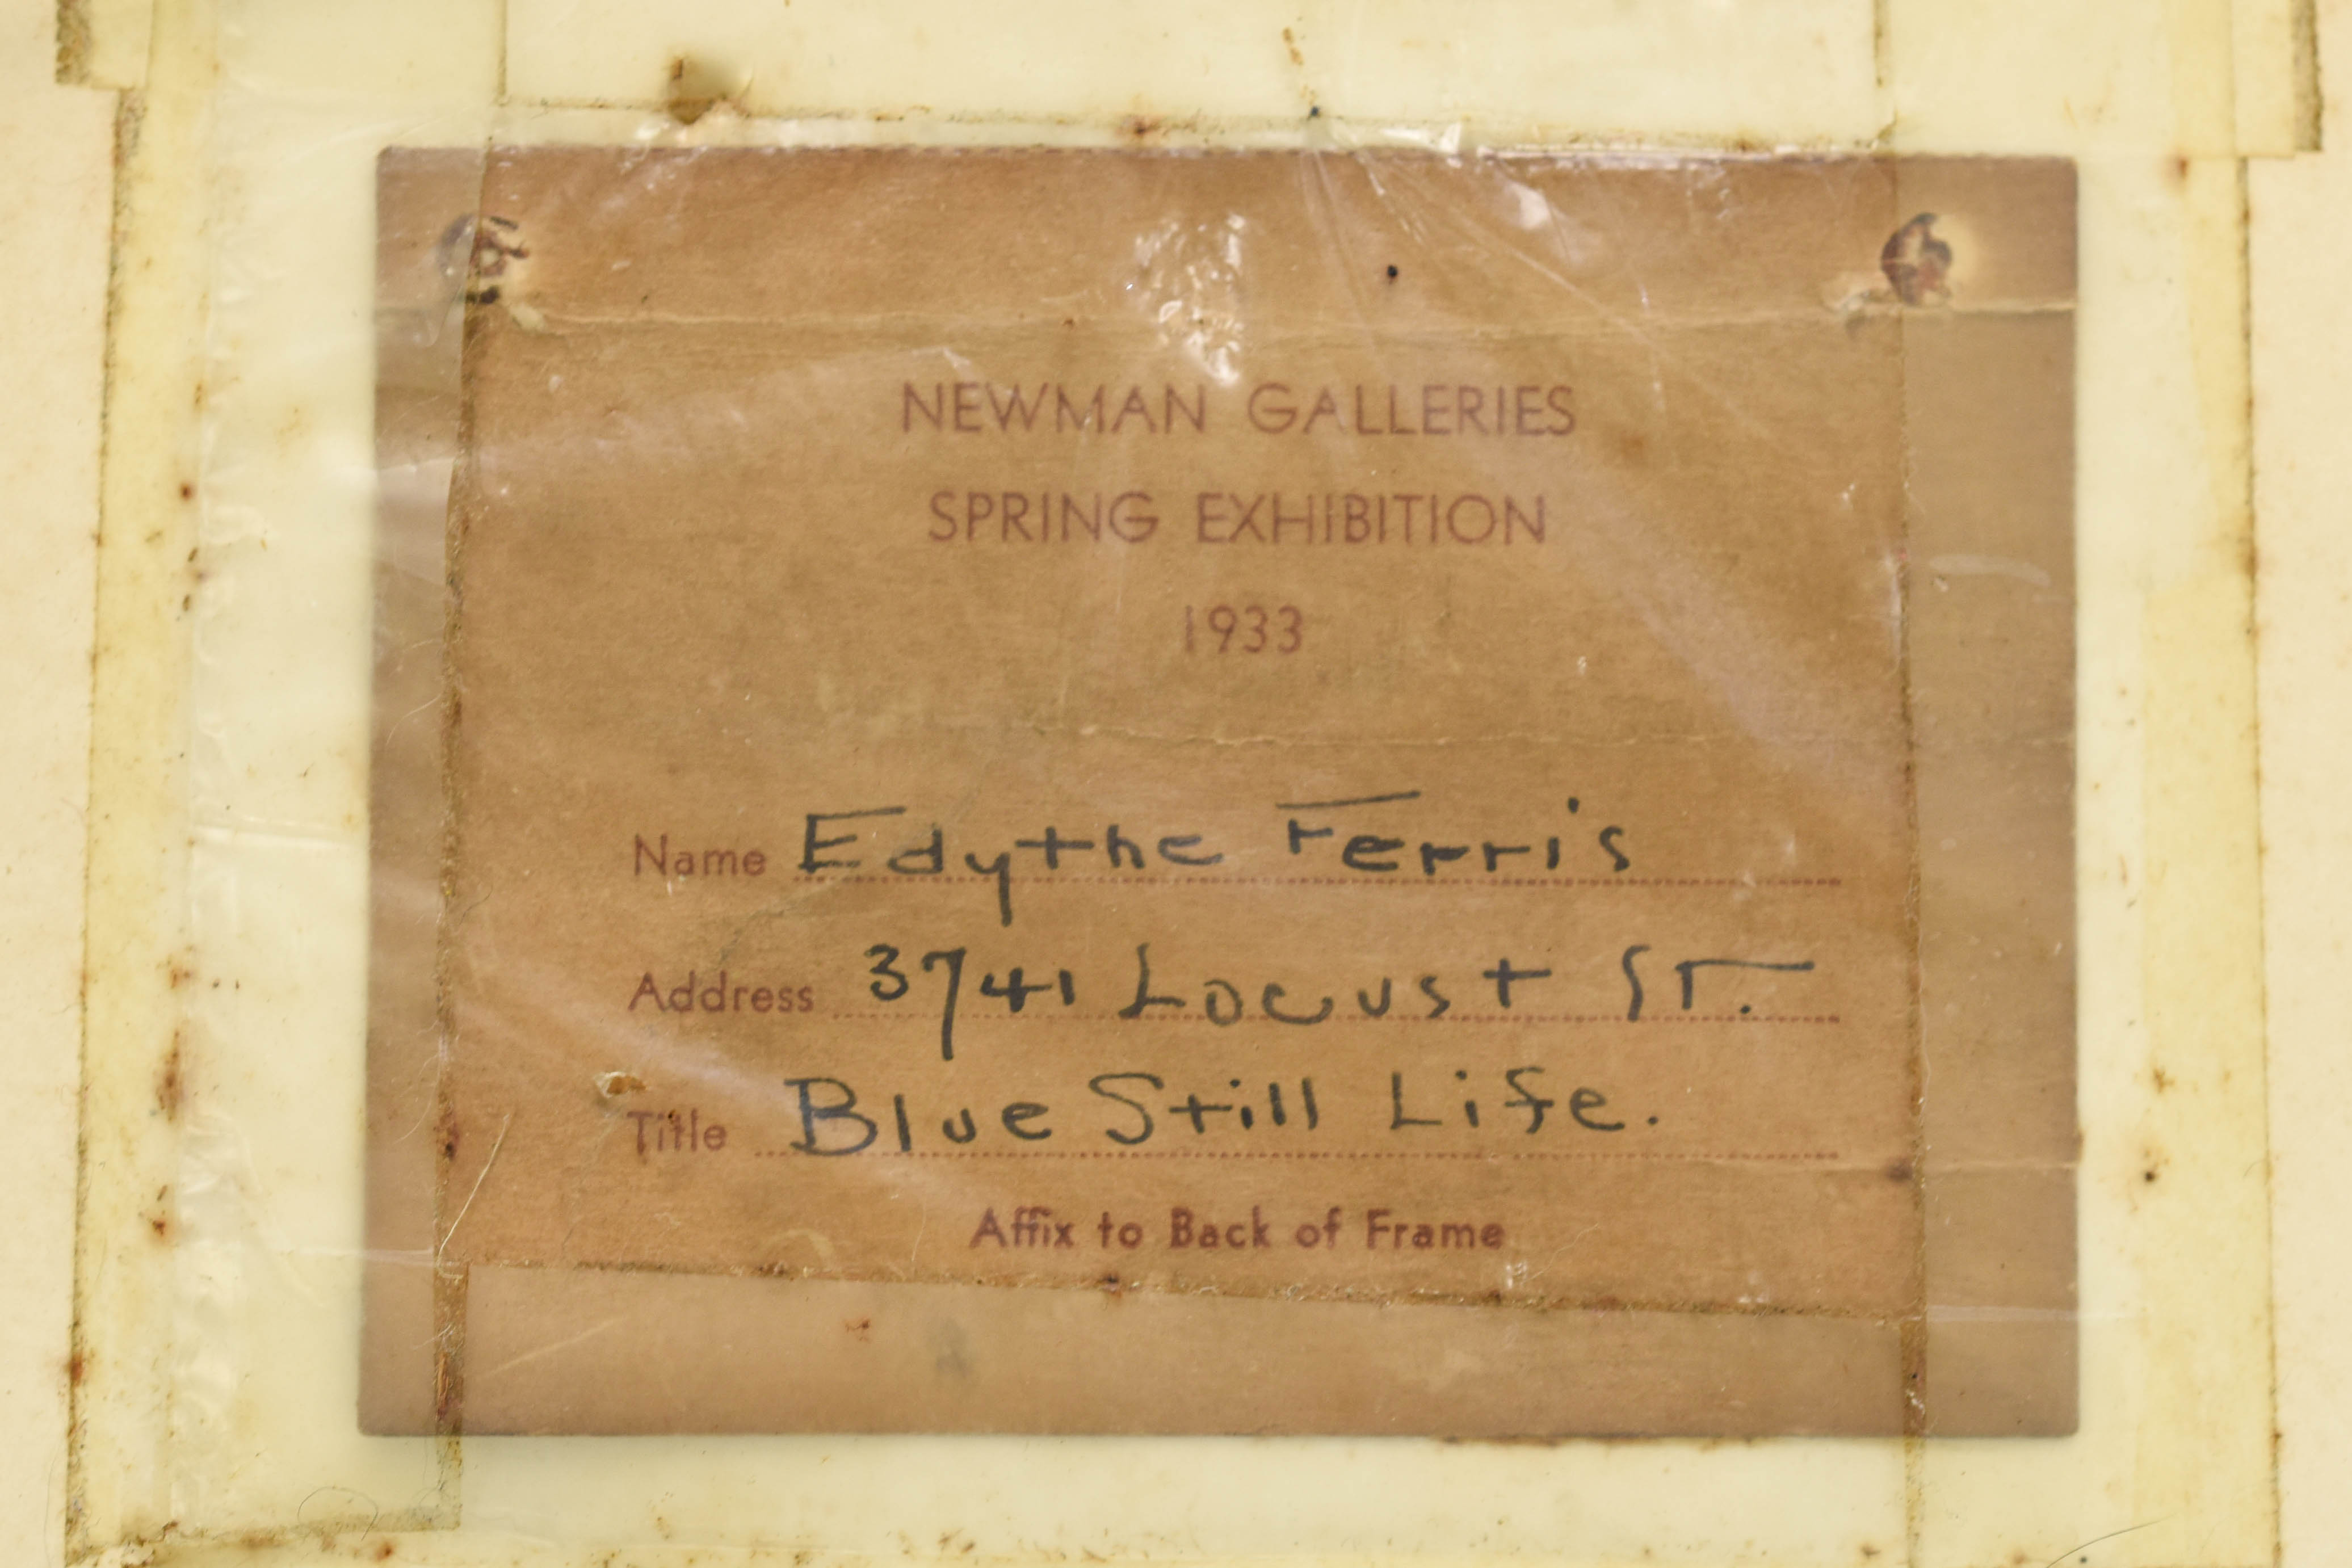 NEWMAN GALLERIES
SPRING EXHIBITION
1933
Name Edythe Ferris
Address 3741 Locust ST.
Title Blue Still Life.
Affix to Back of Frame